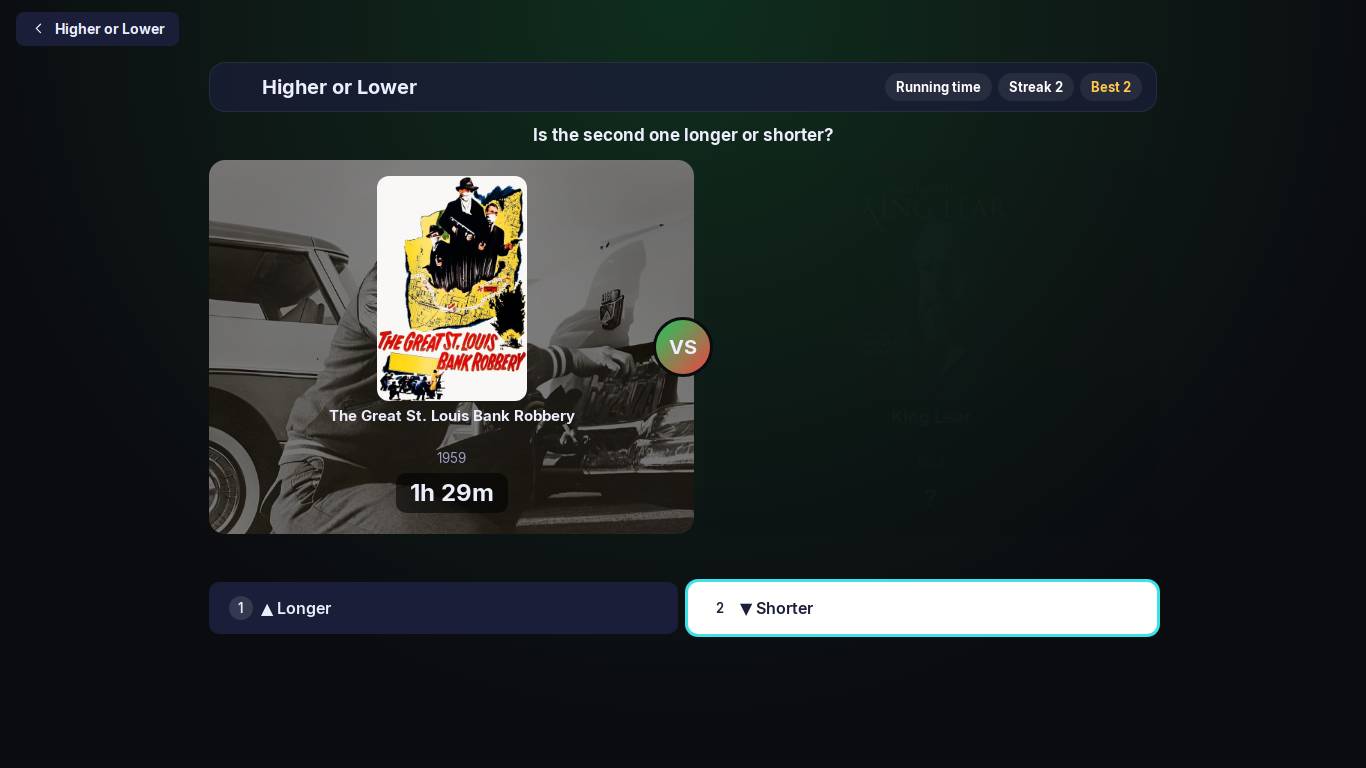 Higher or Lower
Higher or Lower
Running time
Streak 2
Best 2
Is the second one longer or shorter?
THE GREAT ST. LOUIS
BANK ROBBERY
VS
The Great St. Louis Bank Robbery
King Lear
1959
1h 29m
?
1 ▲ Longer
2 ▼ Shorter